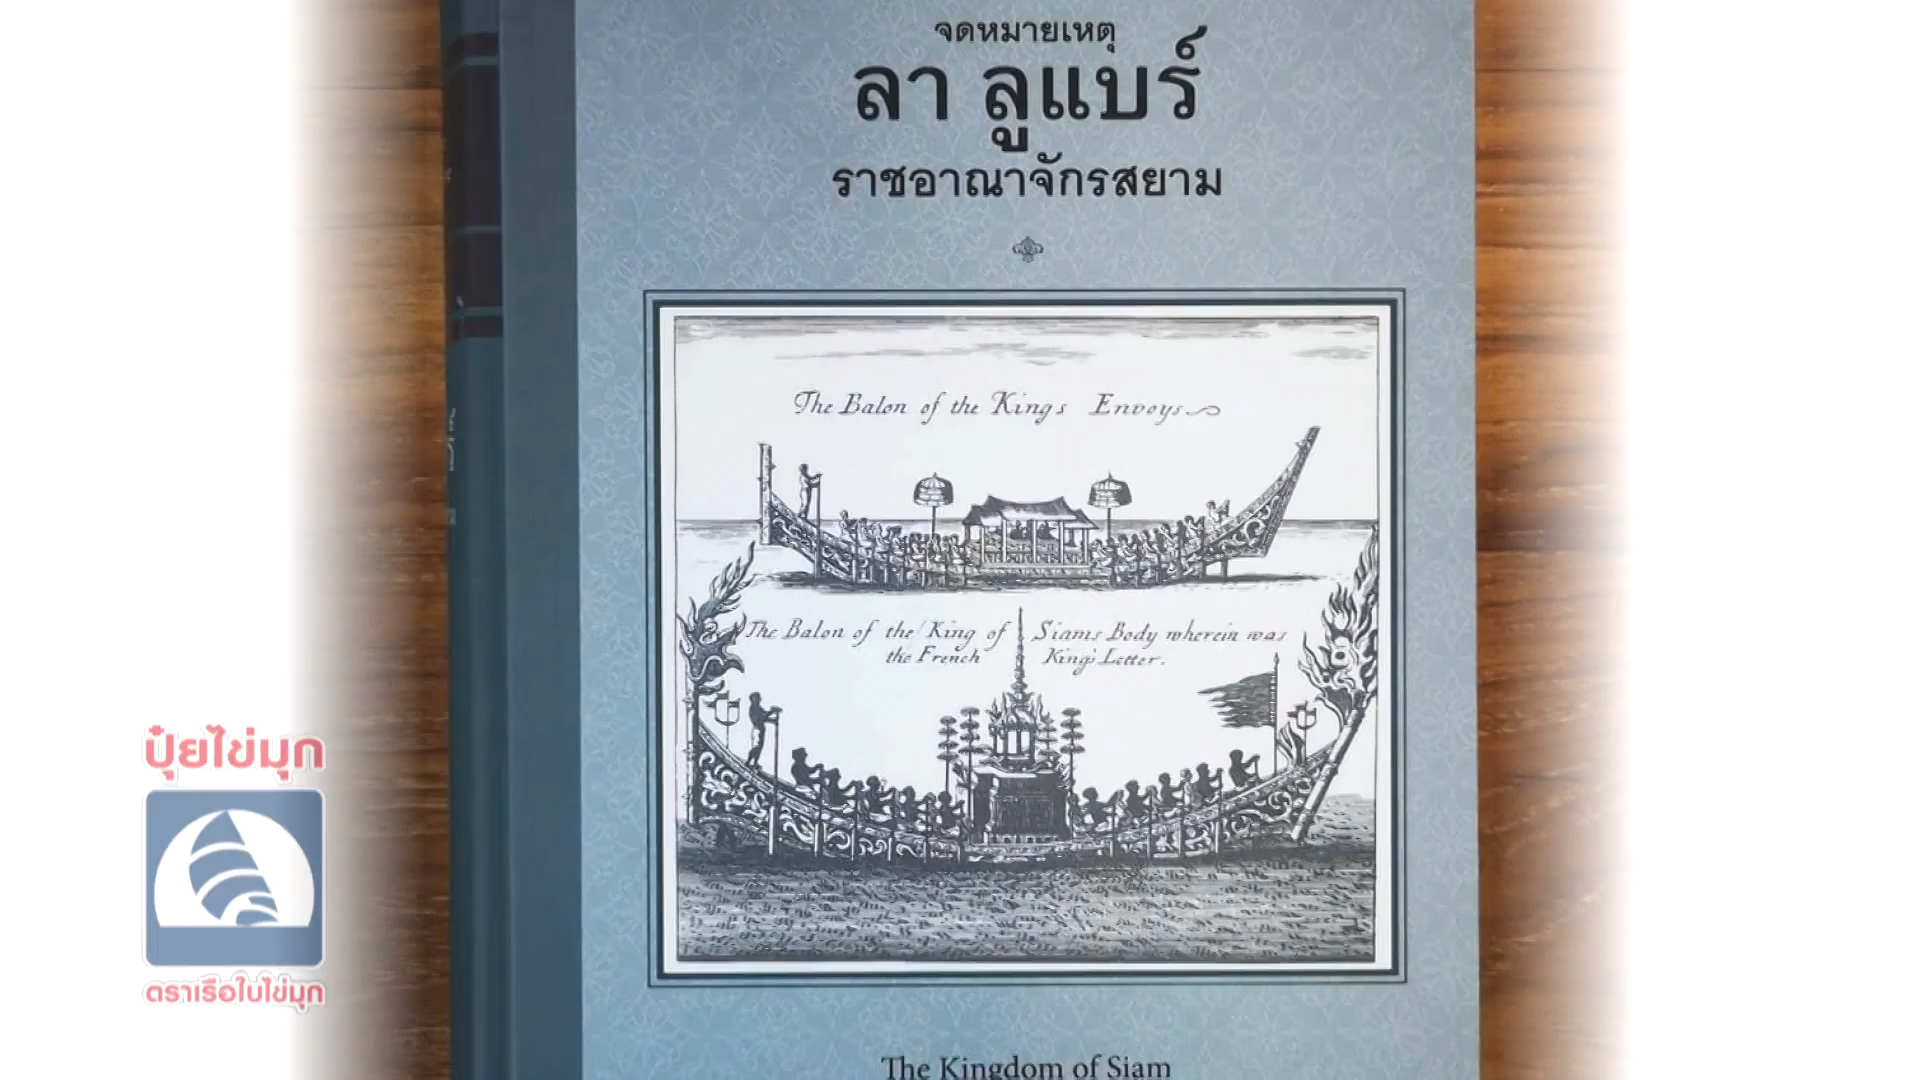 จดหมายเหตุ
ลา ลูแบร์
ราชอาณาจักรสยาม
The Balon of the Kings Envoys
The Balon of the King of Siams Body wherein was
the French King's Letter.
The Kingdom of Siam
ปุ๋ยไข่มุก
ตราเรือใบไข่มุก